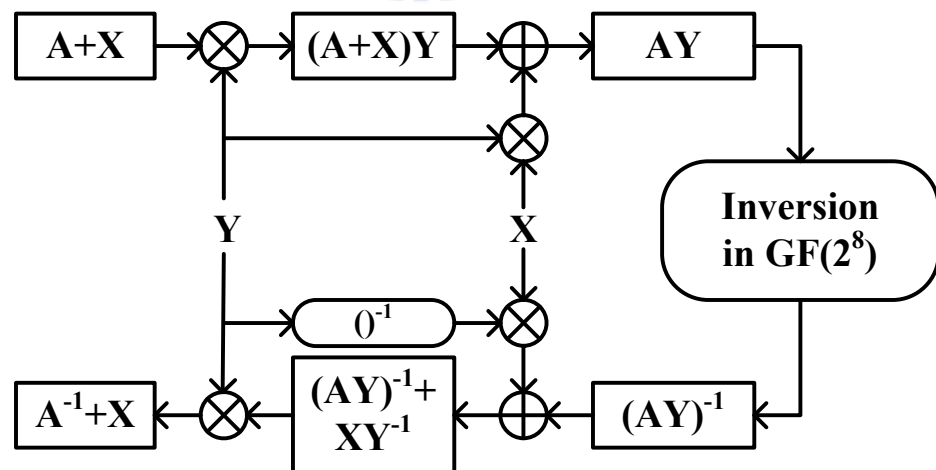 A+X
(A+X)Y
AY
Inversion
in GF(2⁸)
Y
X
()⁻¹
A⁻¹+X
(AY)⁻¹+
XY⁻¹
(AY)⁻¹